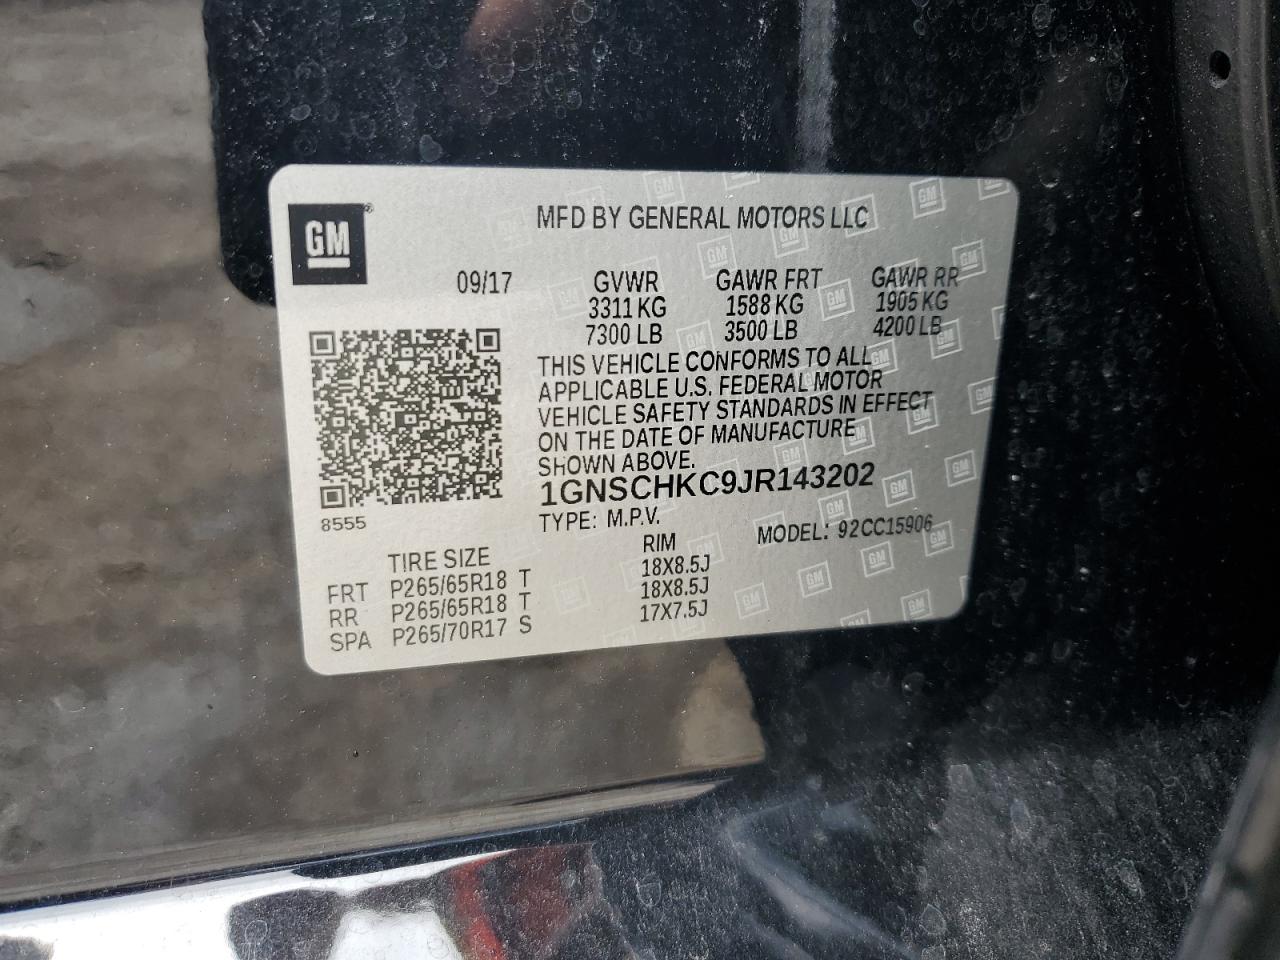 GM
MFD BY GENERAL MOTORS LLC
09/17 GVWR GAWR FRT GAWR RR
3311 KG 1588 KG 1905 KG
7300 LB 3500 LB 4200 LB
THIS VEHICLE CONFORMS TO ALL
APPLICABLE U.S. FEDERAL MOTOR
VEHICLE SAFETY STANDARDS IN EFFECT
ON THE DATE OF MANUFACTURE
SHOWN ABOVE.
1GNSCHKC9JR143202
8555
TYPE: M.P.V. MODEL: 92CC15906
TIRE SIZE RIM
FRT P265/65R18 T 18X8.5J
RR P265/65R18 T 18X8.5J
SPA P265/70R17 S 17X7.5J